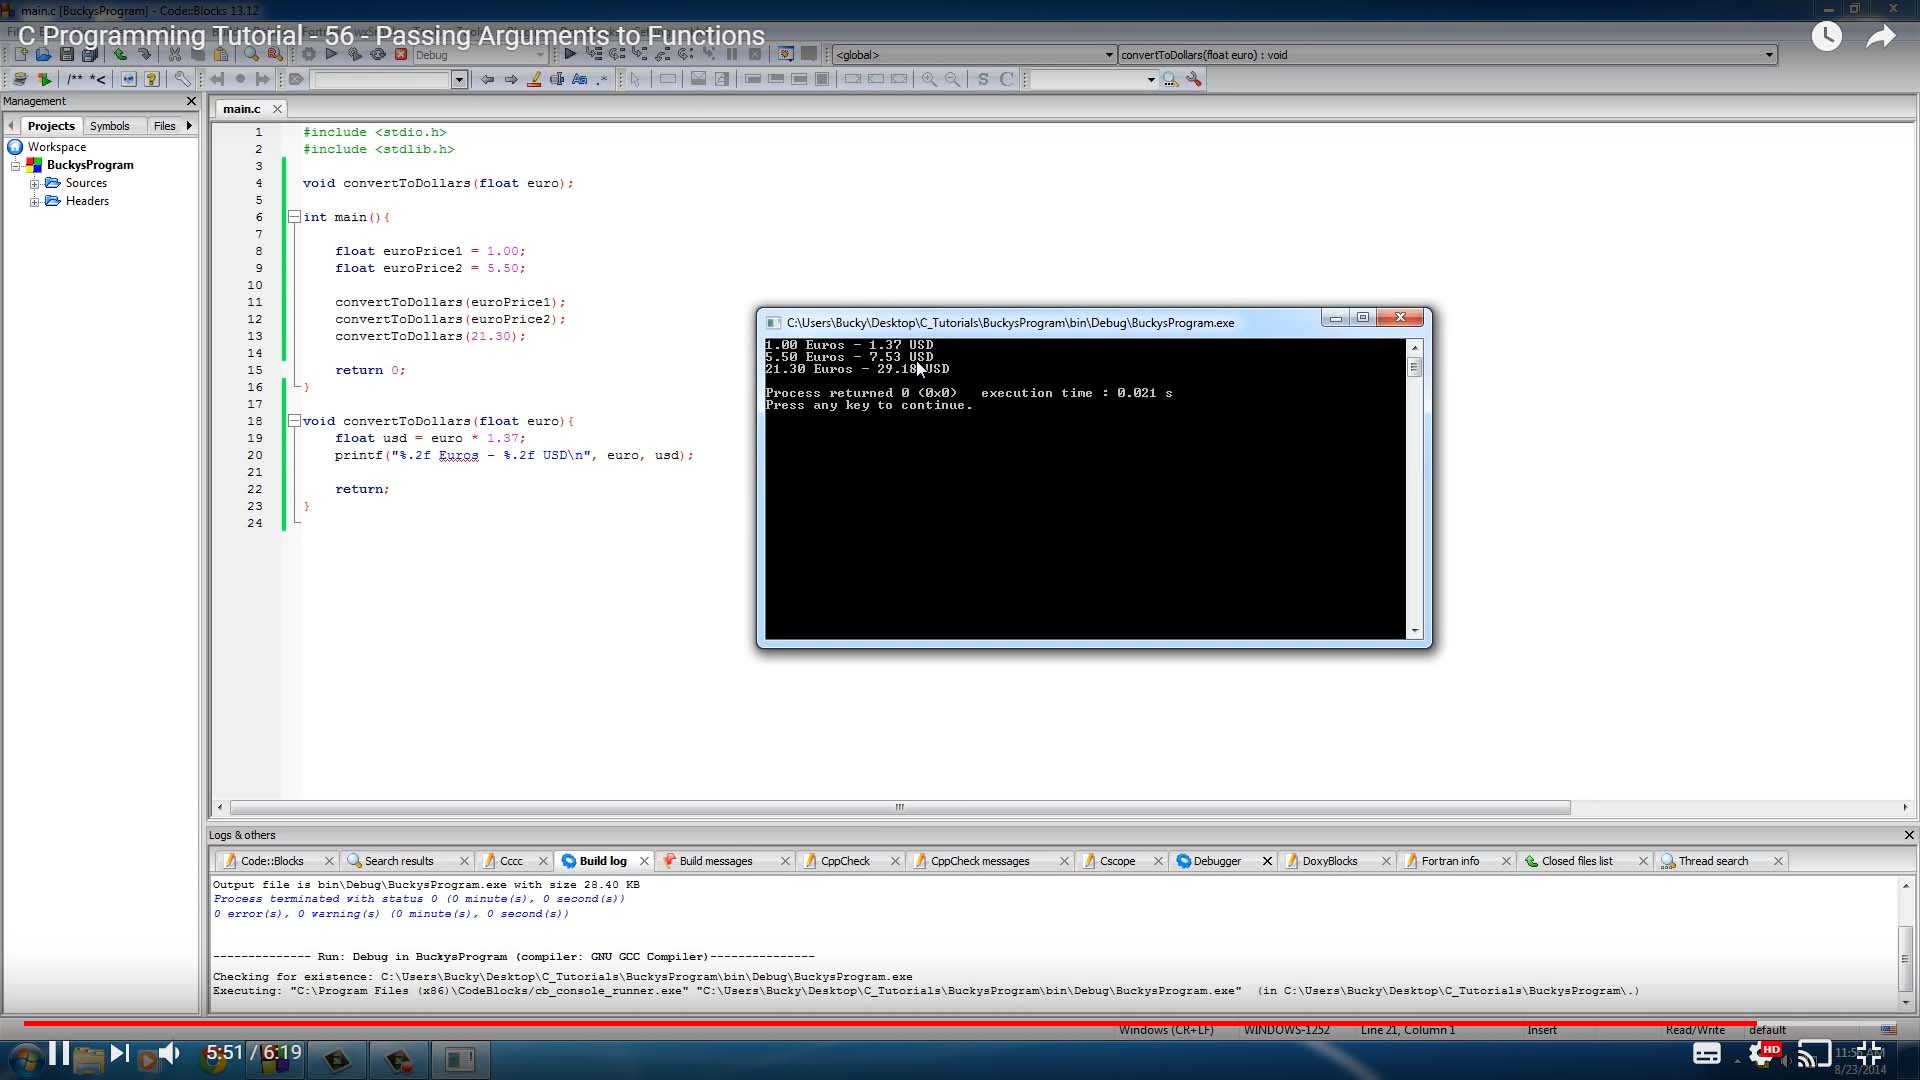 main.c [BuckysProgram] - Code::Blocks 13.12
C Programming Tutorial - 56 - Passing Arguments to Functions
Debug
<global>
convertToDollars(float euro) : void
/** *<
Management
main.c
Projects Symbols Files
Workspace
BuckysProgram
Sources
Headers
1 #include <stdio.h>
2 #include <stdlib.h>
3
4 void convertToDollars(float euro);
5
6 int main(){
7
8 float euroPrice1 = 1.00;
9 float euroPrice2 = 5.50;
10
11 convertToDollars(euroPrice1);
12 convertToDollars(euroPrice2);
13 convertToDollars(21.30);
14
15 return 0;
16 }
17
18 void convertToDollars(float euro){
19 float usd = euro * 1.37;
20 printf("%.2f Euros - %.2f USD\n", euro, usd);
21
22 return;
23 }
24
C:\Users\Bucky\Desktop\C_Tutorials\BuckysProgram\bin\Debug\BuckysProgram.exe
1.00 Euros - 1.37 USD
5.50 Euros - 7.53 USD
21.30 Euros - 29.18 USD
Process returned 0 (0x0) execution time : 0.021 s
Press any key to continue.
Logs & others
Code::Blocks Search results Cccc Build log Build messages CppCheck CppCheck messages Cscope Debugger DoxyBlocks Fortran info Closed files list Thread search
Output file is bin\Debug\BuckysProgram.exe with size 28.40 KB
Process terminated with status 0 (0 minute(s), 0 second(s))
0 error(s), 0 warning(s) (0 minute(s), 0 second(s))
-------------- Run: Debug in BuckysProgram (compiler: GNU GCC Compiler)---------------
Checking for existence: C:\Users\Bucky\Desktop\C_Tutorials\BuckysProgram\bin\Debug\BuckysProgram.exe
Executing: "C:\Program Files (x86)\CodeBlocks/cb_console_runner.exe" "C:\Users\Bucky\Desktop\C_Tutorials\BuckysProgram\bin\Debug\BuckysProgram.exe" (in C:\Users\Bucky\Desktop\C_Tutorials\BuckysProgram\.)
Windows (CR+LF) WINDOWS-1252 Line 21, Column 1 Insert Read/Write default
5:51 / 6:19
HD
8/23/2014